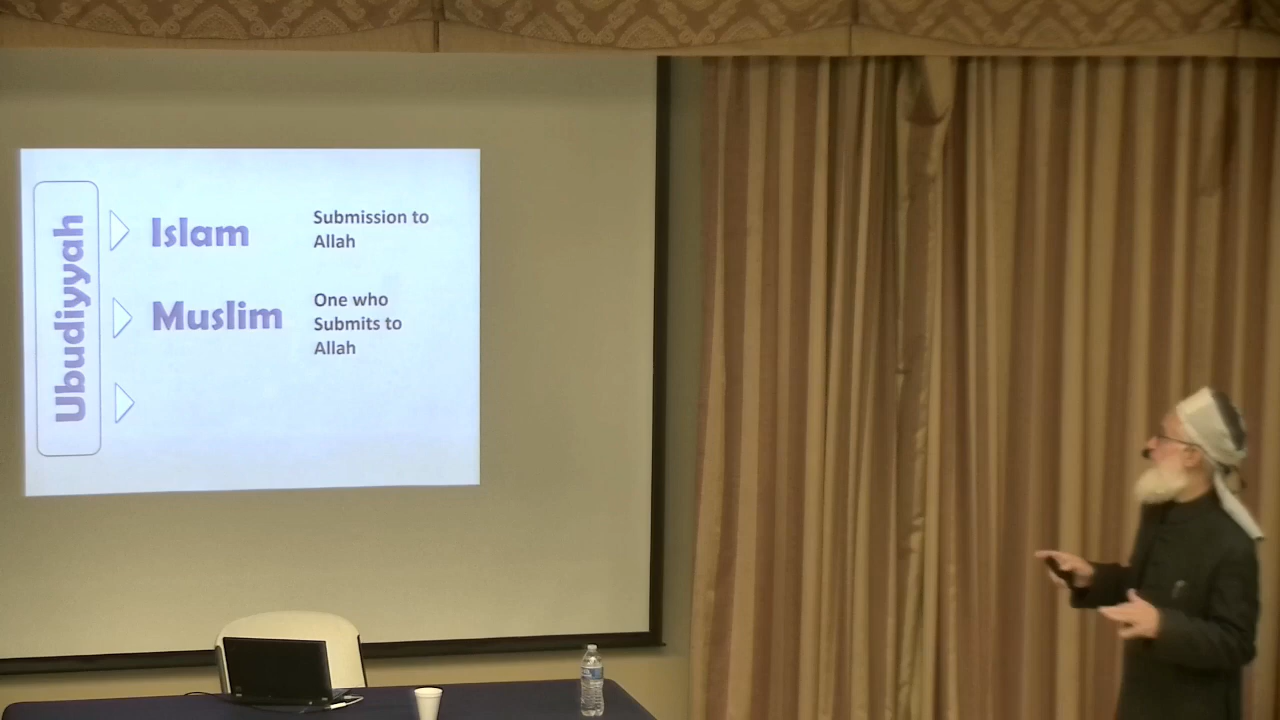 Ubudiyyah
Islam
Submission to
Allah
Muslim
One who
Submits to
Allah